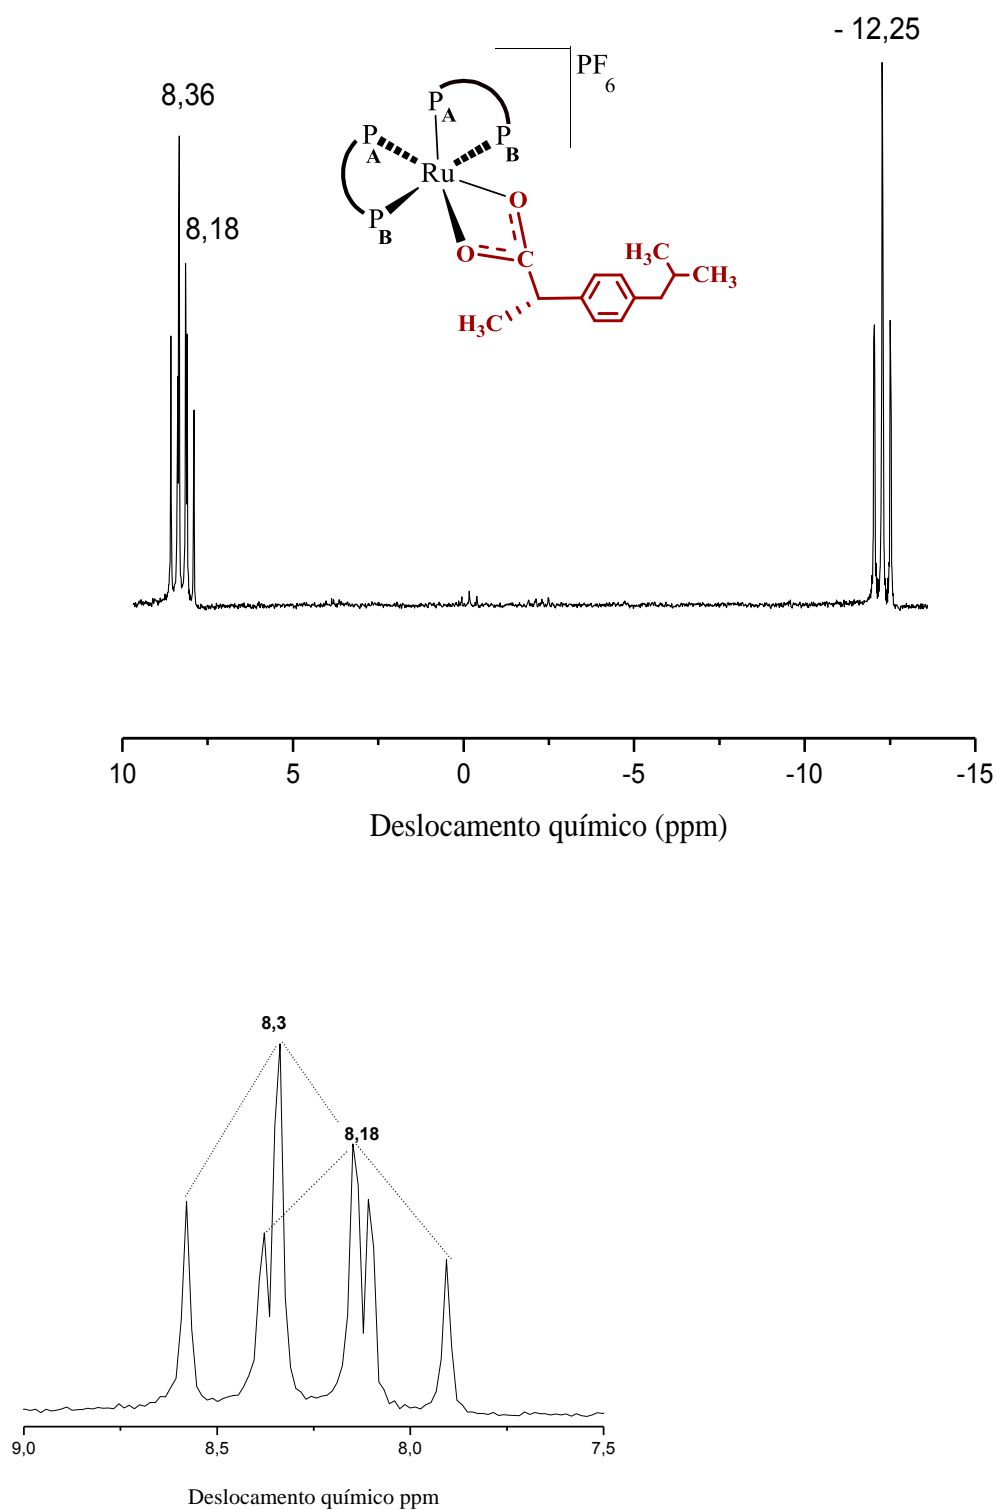 - 12,25
8,36
8,18
PF6
PA
PA
PB
PB
Ru
O
O
C
H3C
CH3
H3C
10 5 0 -5 -10 -15
Deslocamento químico (ppm)
8,3
8,18
9,0 8,5 8,0 7,5
Deslocamento químico ppm